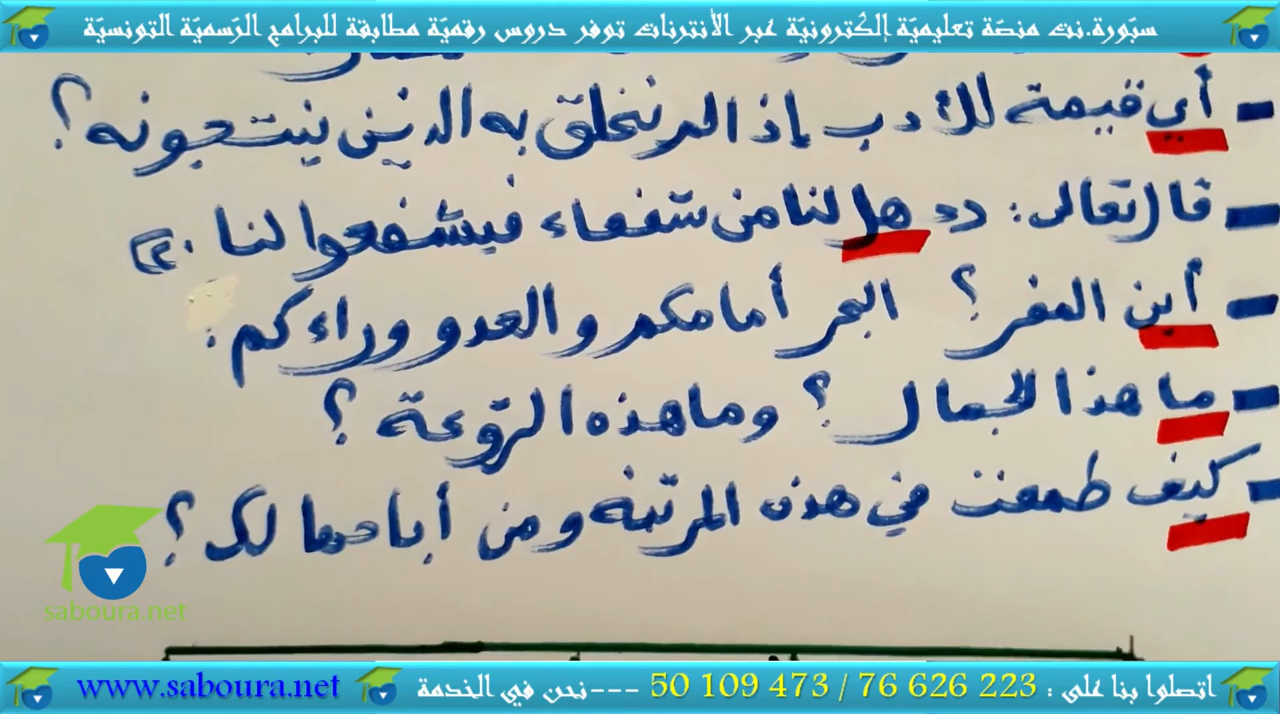 سبّورة.نت منصّة تعليميّة إلكترونيّة عبر الأنترنات توفر دروس رقميّة مطابقة للبرامج الرّسميّة التونسيّة
- أي قيمة للأدب إذا لم نتخلق به الذين ينتجونه؟
- قال تعالى: (( هل لنا من شفعاء فيشفعوا لنا ))
- أين المفر؟ البحر أمامكم والعدو وراءكم.
- ما هذا الجمال؟ وما هذه الرّوعة؟
- كيف طمعت في هذه المرتبة ومن أباحها لك؟
saboura.net
اتصلوا بنا على : 50 109 473 / 76 626 223 ---نحن في الخدمة www.saboura.net